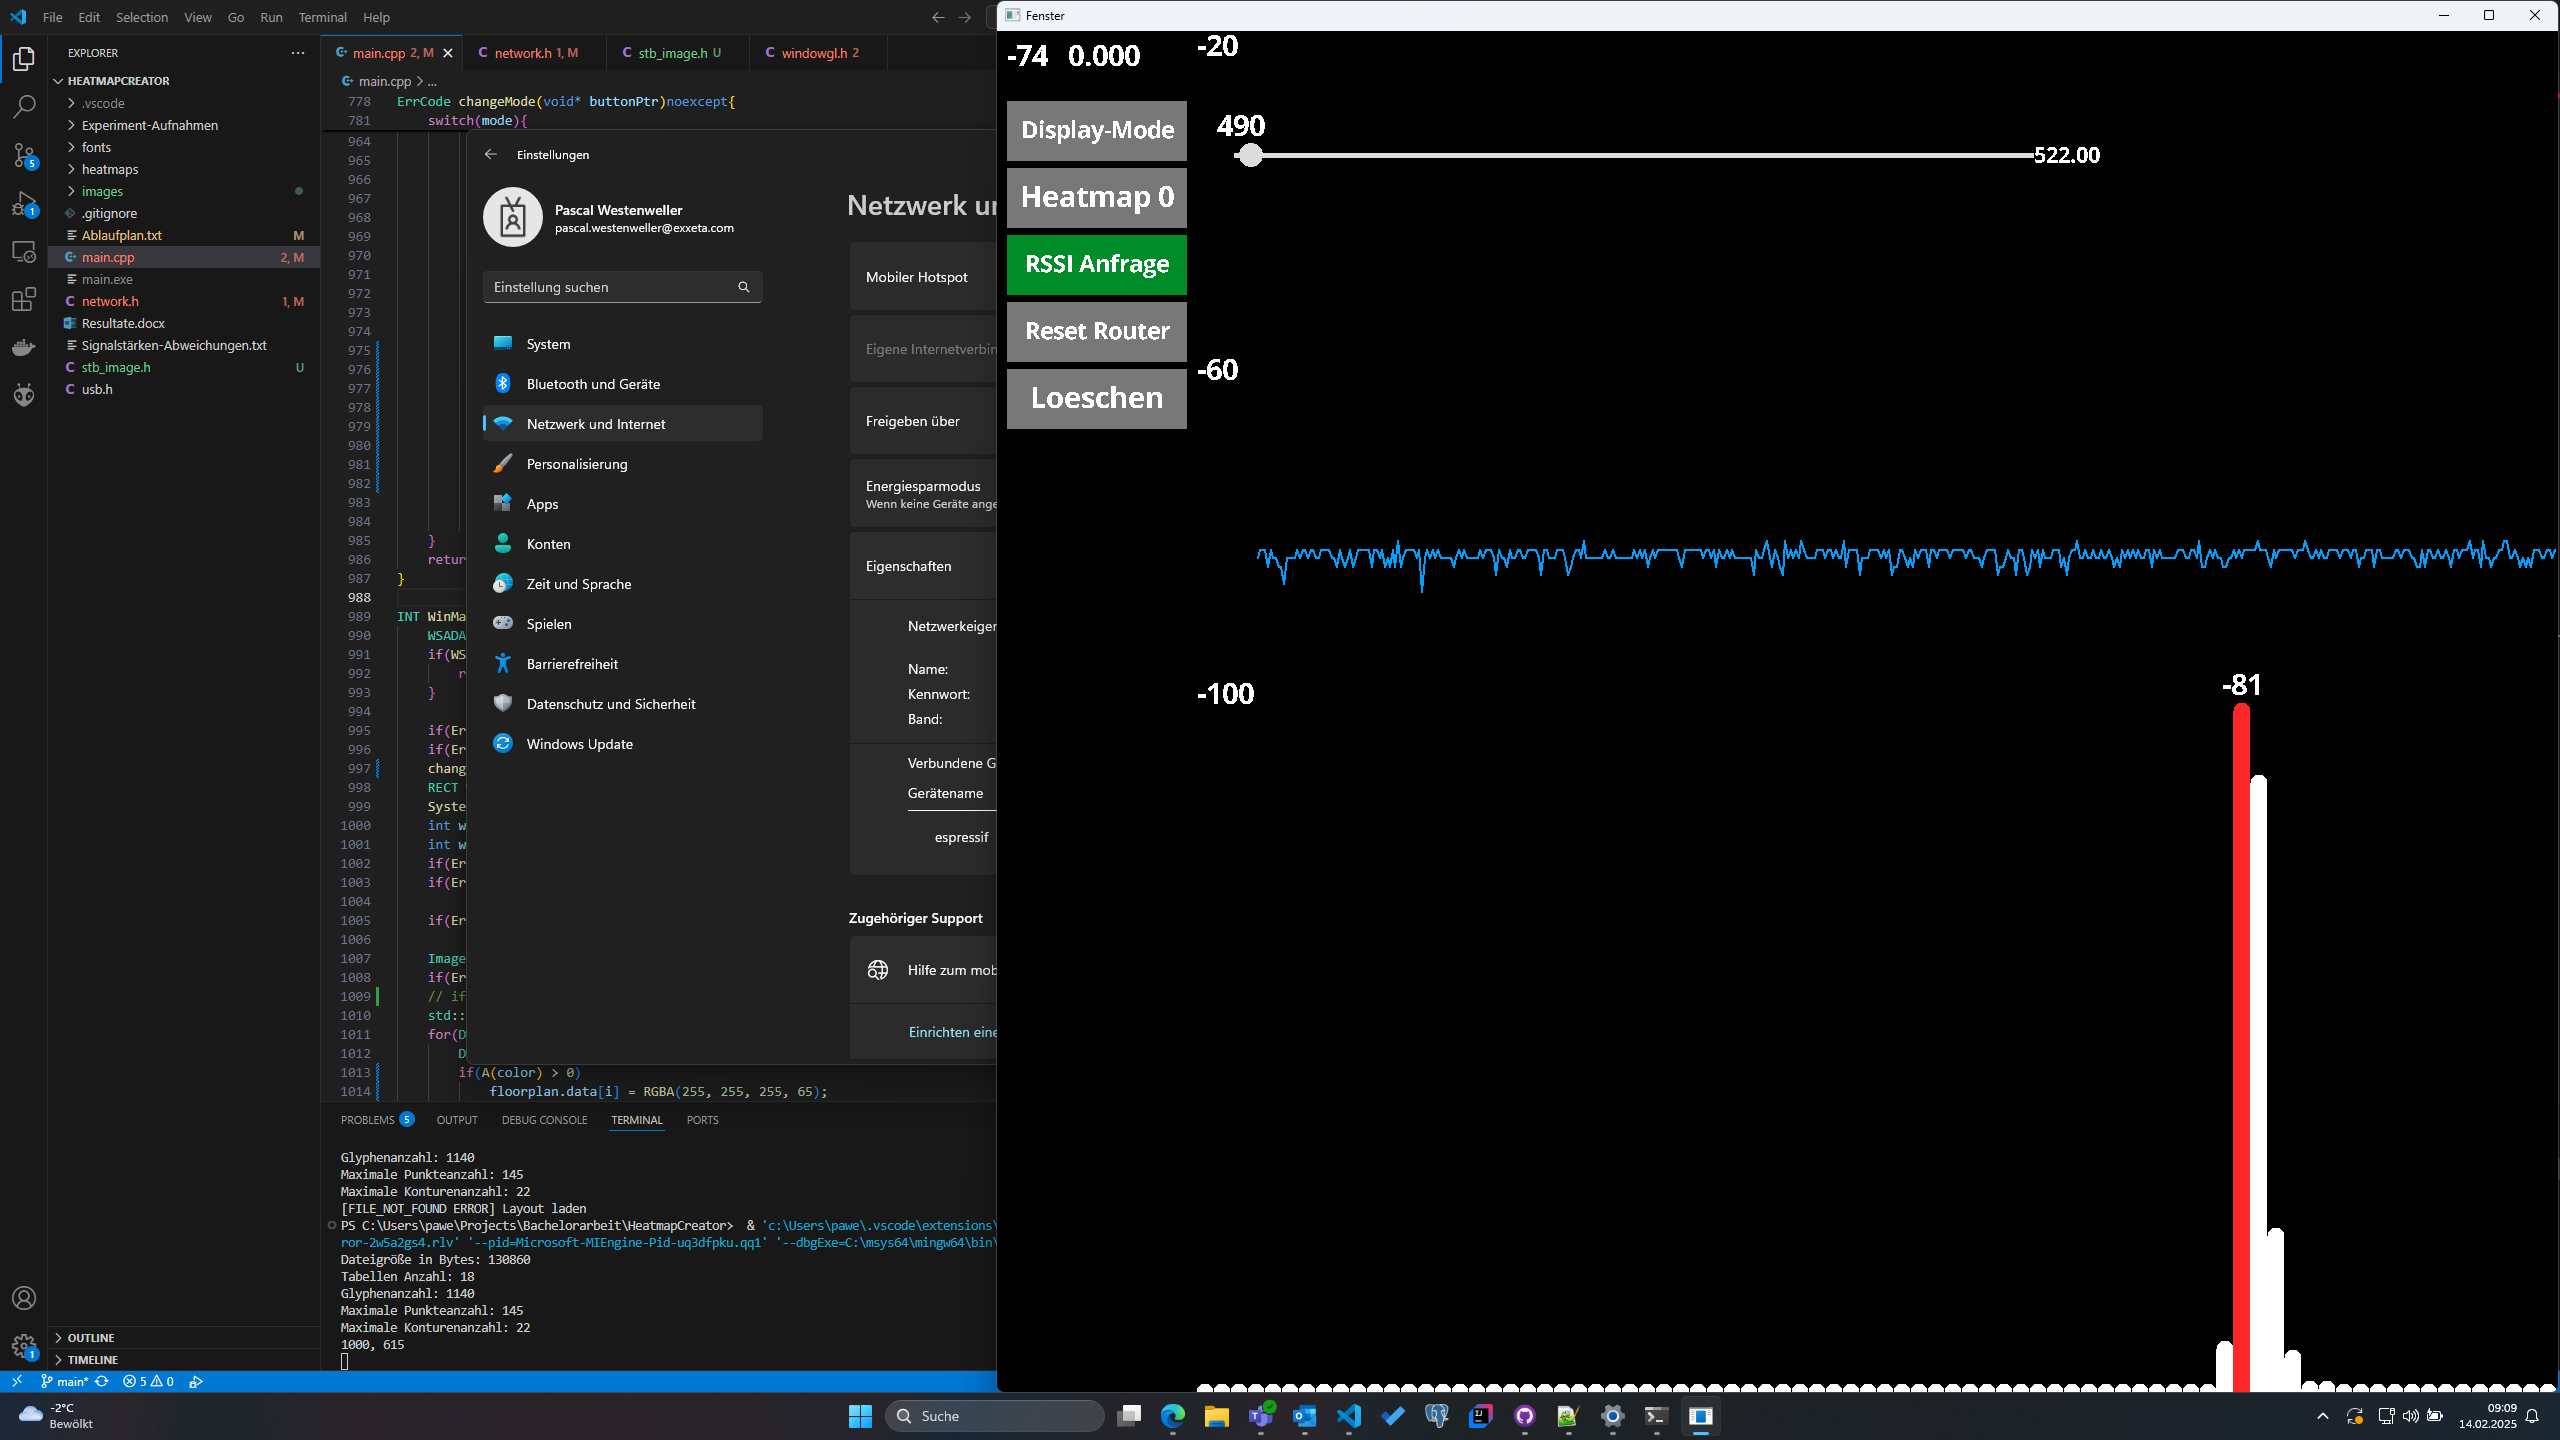 File Edit Selection View Go Run Terminal Help
EXPLORER
HEATMAPCREATOR
.vscode
Experiment-Aufnahmen
fonts
heatmaps
images
.gitignore
Ablaufplan.txt M
main.cpp 2, M
main.exe
network.h 1, M
Resultate.docx
Signalstärken-Abweichungen.txt
stb_image.h U
usb.h
OUTLINE
TIMELINE
main.cpp 2, M
network.h 1, M
stb_image.h U
windowgl.h 2
main.cpp > ...
778 ErrCode changeMode(void* buttonPtr)noexcept{
781 switch(mode){
964
965
966
967
968
969
970
971
972
973
974
975
976
977
978
979
980
981
982
983
984
985 }
986 retur
987 }
988
989 INT WinMa
990 WSADA
991 if(WS
992 r
993 }
994
995 if(Er
996 if(Er
997 chang
998 RECT
999 Syste
1000 int w
1001 int w
1002 if(Er
1003 if(Er
1004
1005 if(Er
1006
1007 Image
1008 if(Er
1009 // if
1010 std::
1011 for(D
1012 D
1013 if(A(color) > 0)
1014 floorplan.data[i] = RGBA(255, 255, 255, 65);
Einstellungen
Pascal Westenweller
pascal.westenweller@exxeta.com
Einstellung suchen
System
Bluetooth und Geräte
Netzwerk und Internet
Personalisierung
Apps
Konten
Zeit und Sprache
Spielen
Barrierefreiheit
Datenschutz und Sicherheit
Windows Update
Netzwerk un
Mobiler Hotspot
Eigene Internetverbin
Freigeben über
Energiesparmodus
Wenn keine Geräte ange
Eigenschaften
Netzwerkeiger
Name:
Kennwort:
Band:
Verbundene G
Gerätename
espressif
Zugehöriger Support
Hilfe zum mob
Einrichten eine
PROBLEMS 5 OUTPUT DEBUG CONSOLE TERMINAL PORTS
Glyphenanzahl: 1140
Maximale Punkteanzahl: 145
Maximale Konturenanzahl: 22
[FILE_NOT_FOUND ERROR] Layout laden
PS C:\Users\pawe\Projects\Bachelorarbeit\HeatmapCreator> & 'c:\Users\pawe\.vscode\extensions\
ror-2w5a2gs4.rlv' '--pid=Microsoft-MIEngine-Pid-uq3dfpku.qq1' '--dbgExe=C:\msys64\mingw64\bin\
Dateigröße in Bytes: 130860
Tabellen Anzahl: 18
Glyphenanzahl: 1140
Maximale Punkteanzahl: 145
Maximale Konturenanzahl: 22
1000, 615
Fenster
-74 0.000
-20
Display-Mode
Heatmap 0
RSSI Anfrage
Reset Router
Loeschen
490
522.00
-60
-100
-81
main* 5 0
5
1
1
-2°C
Bewölkt
Suche
09:09
14.02.2025